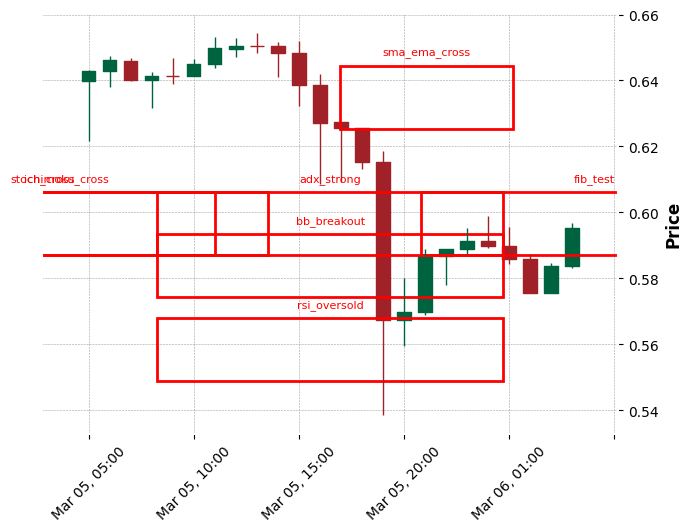 0.66
sma_ema_cross
0.64
0.62
ichimoku_cross
adx_strong
fib_test
0.60
bb_breakout
Price
0.58
rsi_oversold
0.56
0.54
Mar 05, 05:00
Mar 05, 10:00
Mar 05, 15:00
Mar 05, 20:00
Mar 06, 01:00